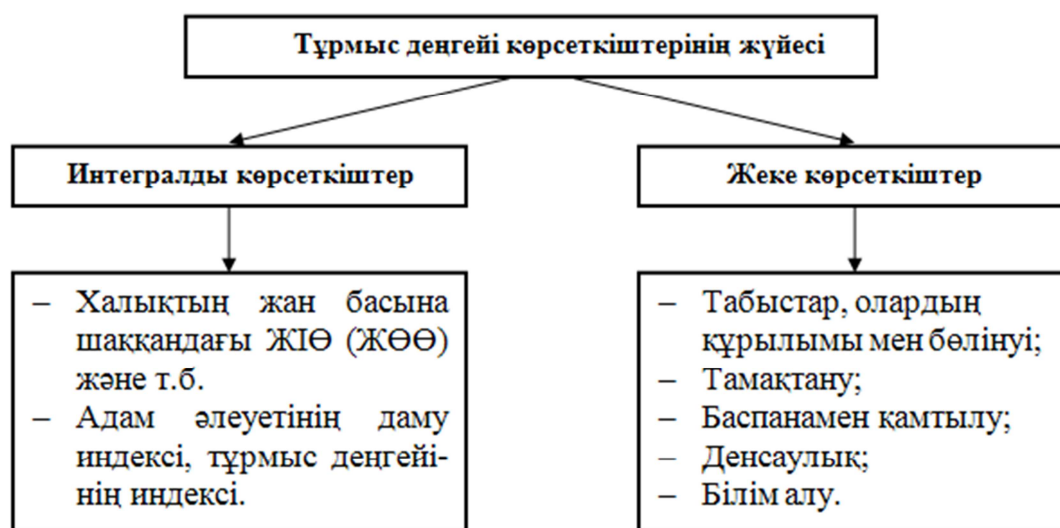 Тұрмыс деңгейі көрсеткіштерінің жүйесі
Интегралды көрсеткіштер
Жеке көрсеткіштер
– Халықтың жан басына
шаққандағы ЖІӨ (ЖӨӨ)
және т.б.
– Адам әлеуетінің даму
индексі, тұрмыс деңгейі-
нің индексі.
– Табыстар, олардың
құрылымы мен бөлінуі;
– Тамақтану;
– Баспанамен қамтылу;
– Денсаулық;
– Білім алу.